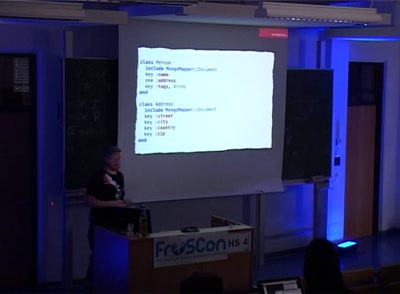 class Person
include MongoMapper::Document
key :name
one :address
key :tags, Array
end
class Address
include MongoMapper::Document
key :street
key :city
key :country
key :zip
end
FrOSCon HS 4